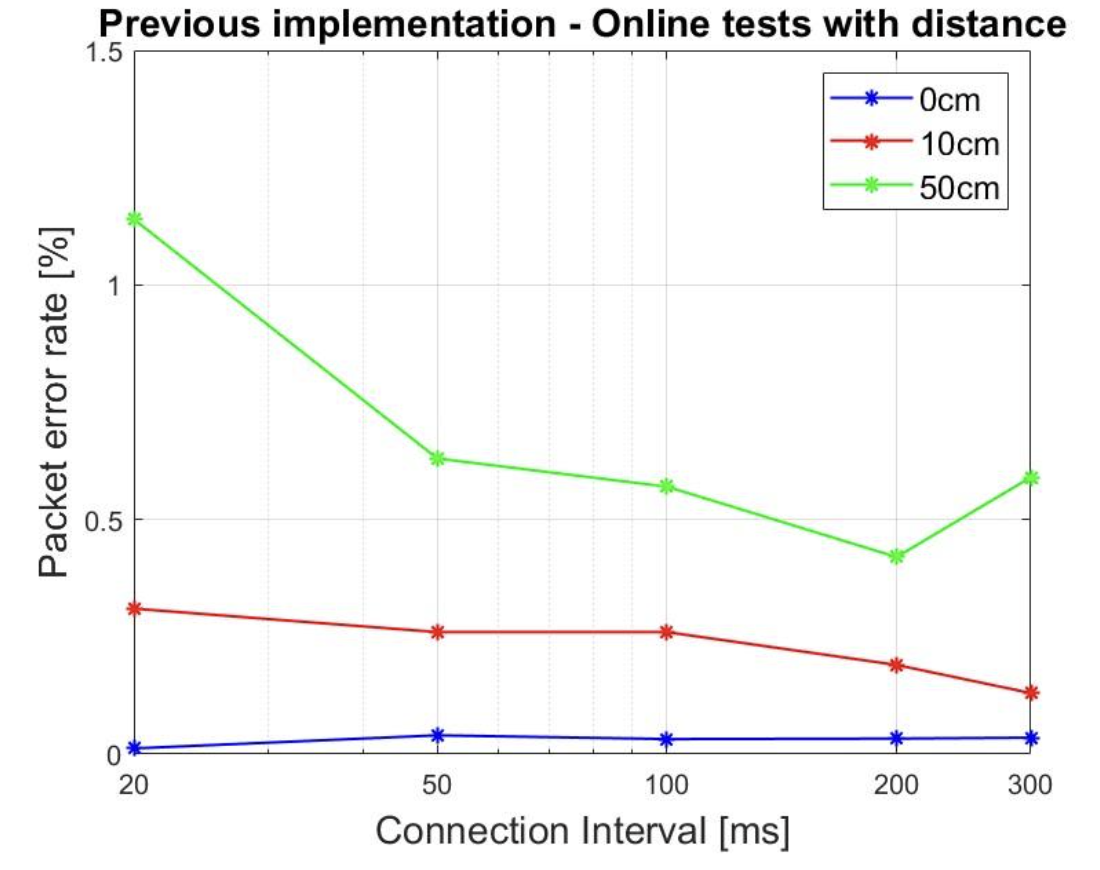 Previous implementation - Online tests with distance
1.5
1
0.5
0
Packet error rate [%]
0cm
10cm
50cm
20 50 100 200 300
Connection Interval [ms]